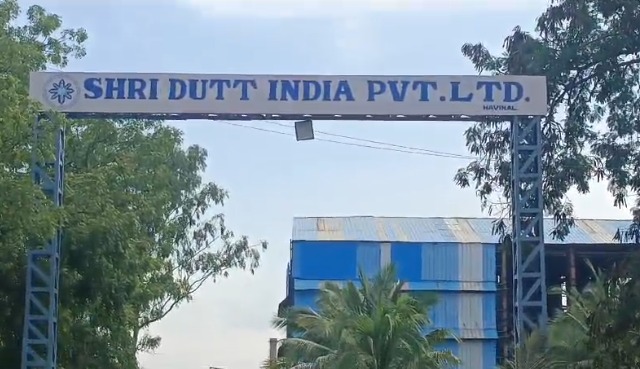 SHRI DUTT INDIA PVT.LTD.
HAVINAL.